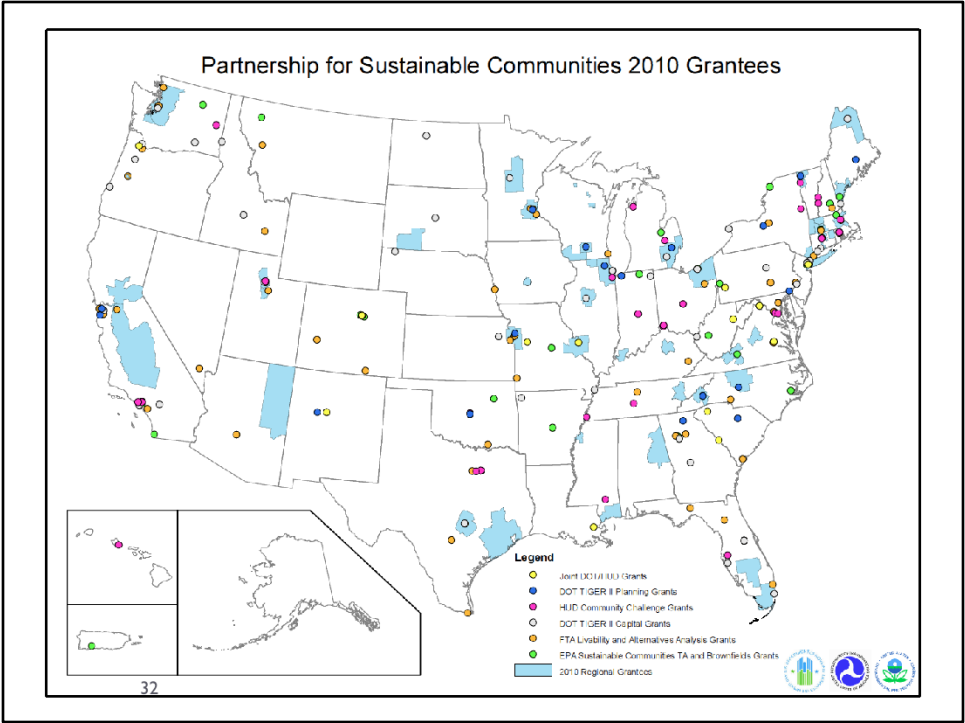 Partnership for Sustainable Communities 2010 Grantees
Legend
Joint DOT/HUD Grants
DOT TIGER II Planning Grants
HUD Community Challenge Grants
DOT TIGER II Capital Grants
FTA Livability and Alternatives Analysis Grants
EPA Sustainable Communities TA and Brownfields Grants
2010 Regional Grantees
32